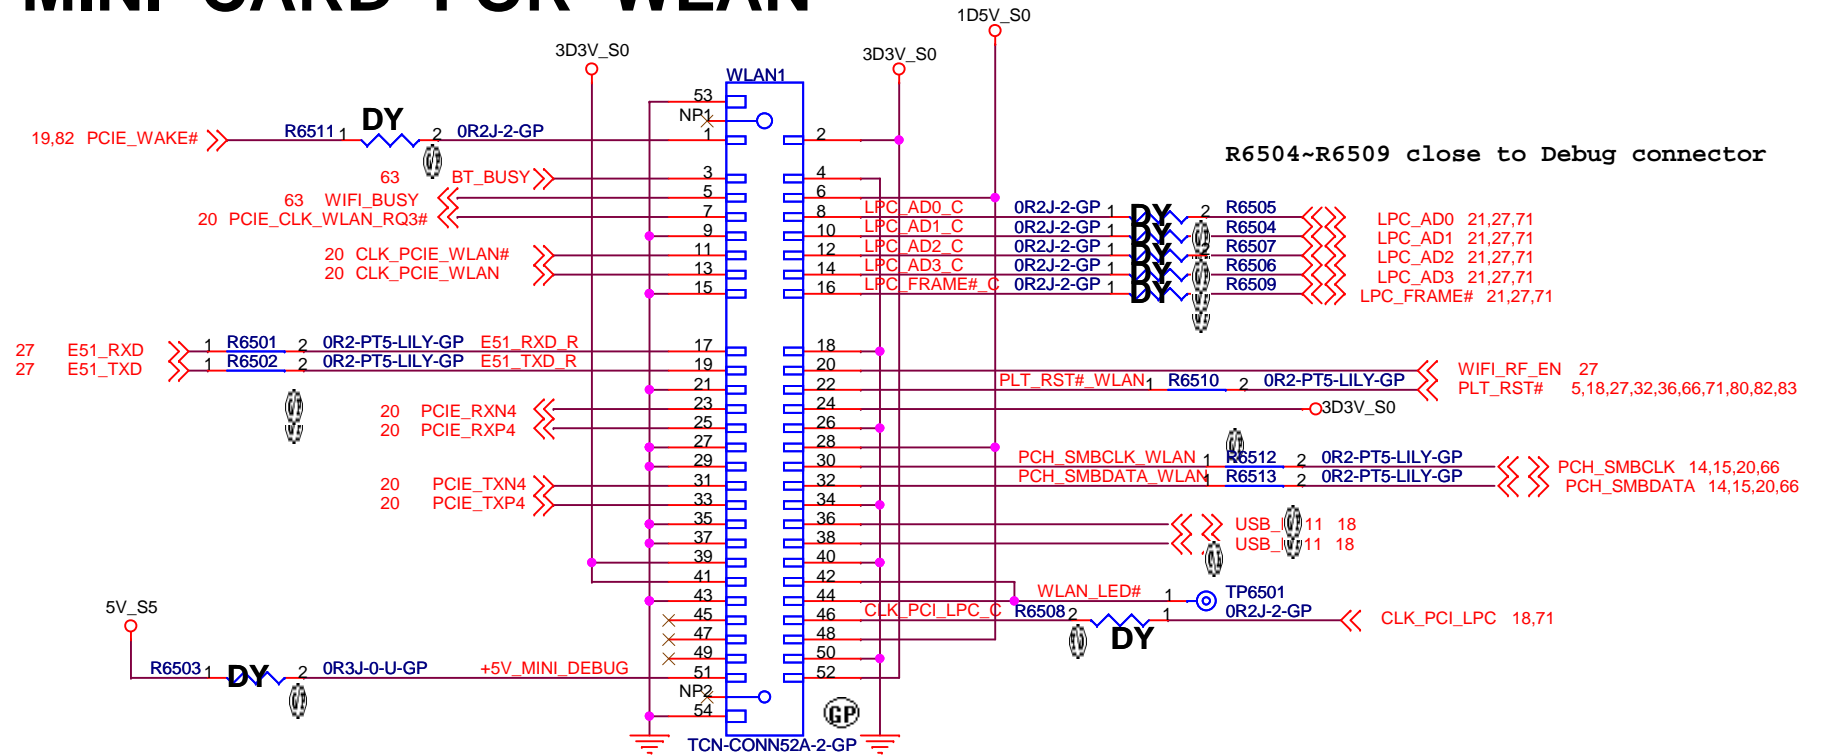 MINI CARD FOR WLAN
1D5V_S0
3D3V_S0
3D3V_S0
WLAN1
53
NP1
19,82 PCIE_WAKE# R6511 1 DY 2 0R2J-2-GP 1
2
R6504~R6509 close to Debug connector
63 BT_BUSY 3
4
63 WIFI_BUSY 5
6
20 PCIE_CLK_WLAN_RQ3# 7
8 LPC_AD0_C 0R2J-2-GP 1 DY 2 R6505 LPC_AD0 21,27,71
9
10 LPC_AD1_C 0R2J-2-GP 1 DY R6504 LPC_AD1 21,27,71
20 CLK_PCIE_WLAN# 11
12 LPC_AD2_C 0R2J-2-GP 1 DY 2 R6507 LPC_AD2 21,27,71
20 CLK_PCIE_WLAN 13
14 LPC_AD3_C 0R2J-2-GP 1 DY R6506 LPC_AD3 21,27,71
15
16 LPC_FRAME#_C 0R2J-2-GP 1 DY R6509 LPC_FRAME# 21,27,71
27 E51_RXD 1 R6501 2 0R2-PT5-LILY-GP E51_RXD_R 17
18
27 E51_TXD 1 R6502 2 0R2-PT5-LILY-GP E51_TXD_R 19
20 WIFI_RF_EN 27
21
22 PLT_RST#_WLAN 1 R6510 2 0R2-PT5-LILY-GP PLT_RST# 5,18,27,32,36,66,71,80,82,83
20 PCIE_RXN4 23
24 3D3V_S0
20 PCIE_RXP4 25
26
27
28
29
30 PCH_SMBCLK_WLAN 1 R6512 2 0R2-PT5-LILY-GP PCH_SMBCLK 14,15,20,66
20 PCIE_TXN4 31
32 PCH_SMBDATA_WLAN 1 R6513 2 0R2-PT5-LILY-GP PCH_SMBDATA 14,15,20,66
20 PCIE_TXP4 33
34
35
36 USB_ 11 18
37
38 USB_ 11 18
39
40
41
42
43
44 WLAN_LED# 1 TP6501
45
46 CLK_PCI_LPC_C R6508 2 DY 1 0R2J-2-GP CLK_PCI_LPC 18,71
47
48
49
50
5V_S5
R6503 1 DY 2 0R3J-0-U-GP +5V_MINI_DEBUG 51
52
NP2
54
GP
TCN-CONN52A-2-GP